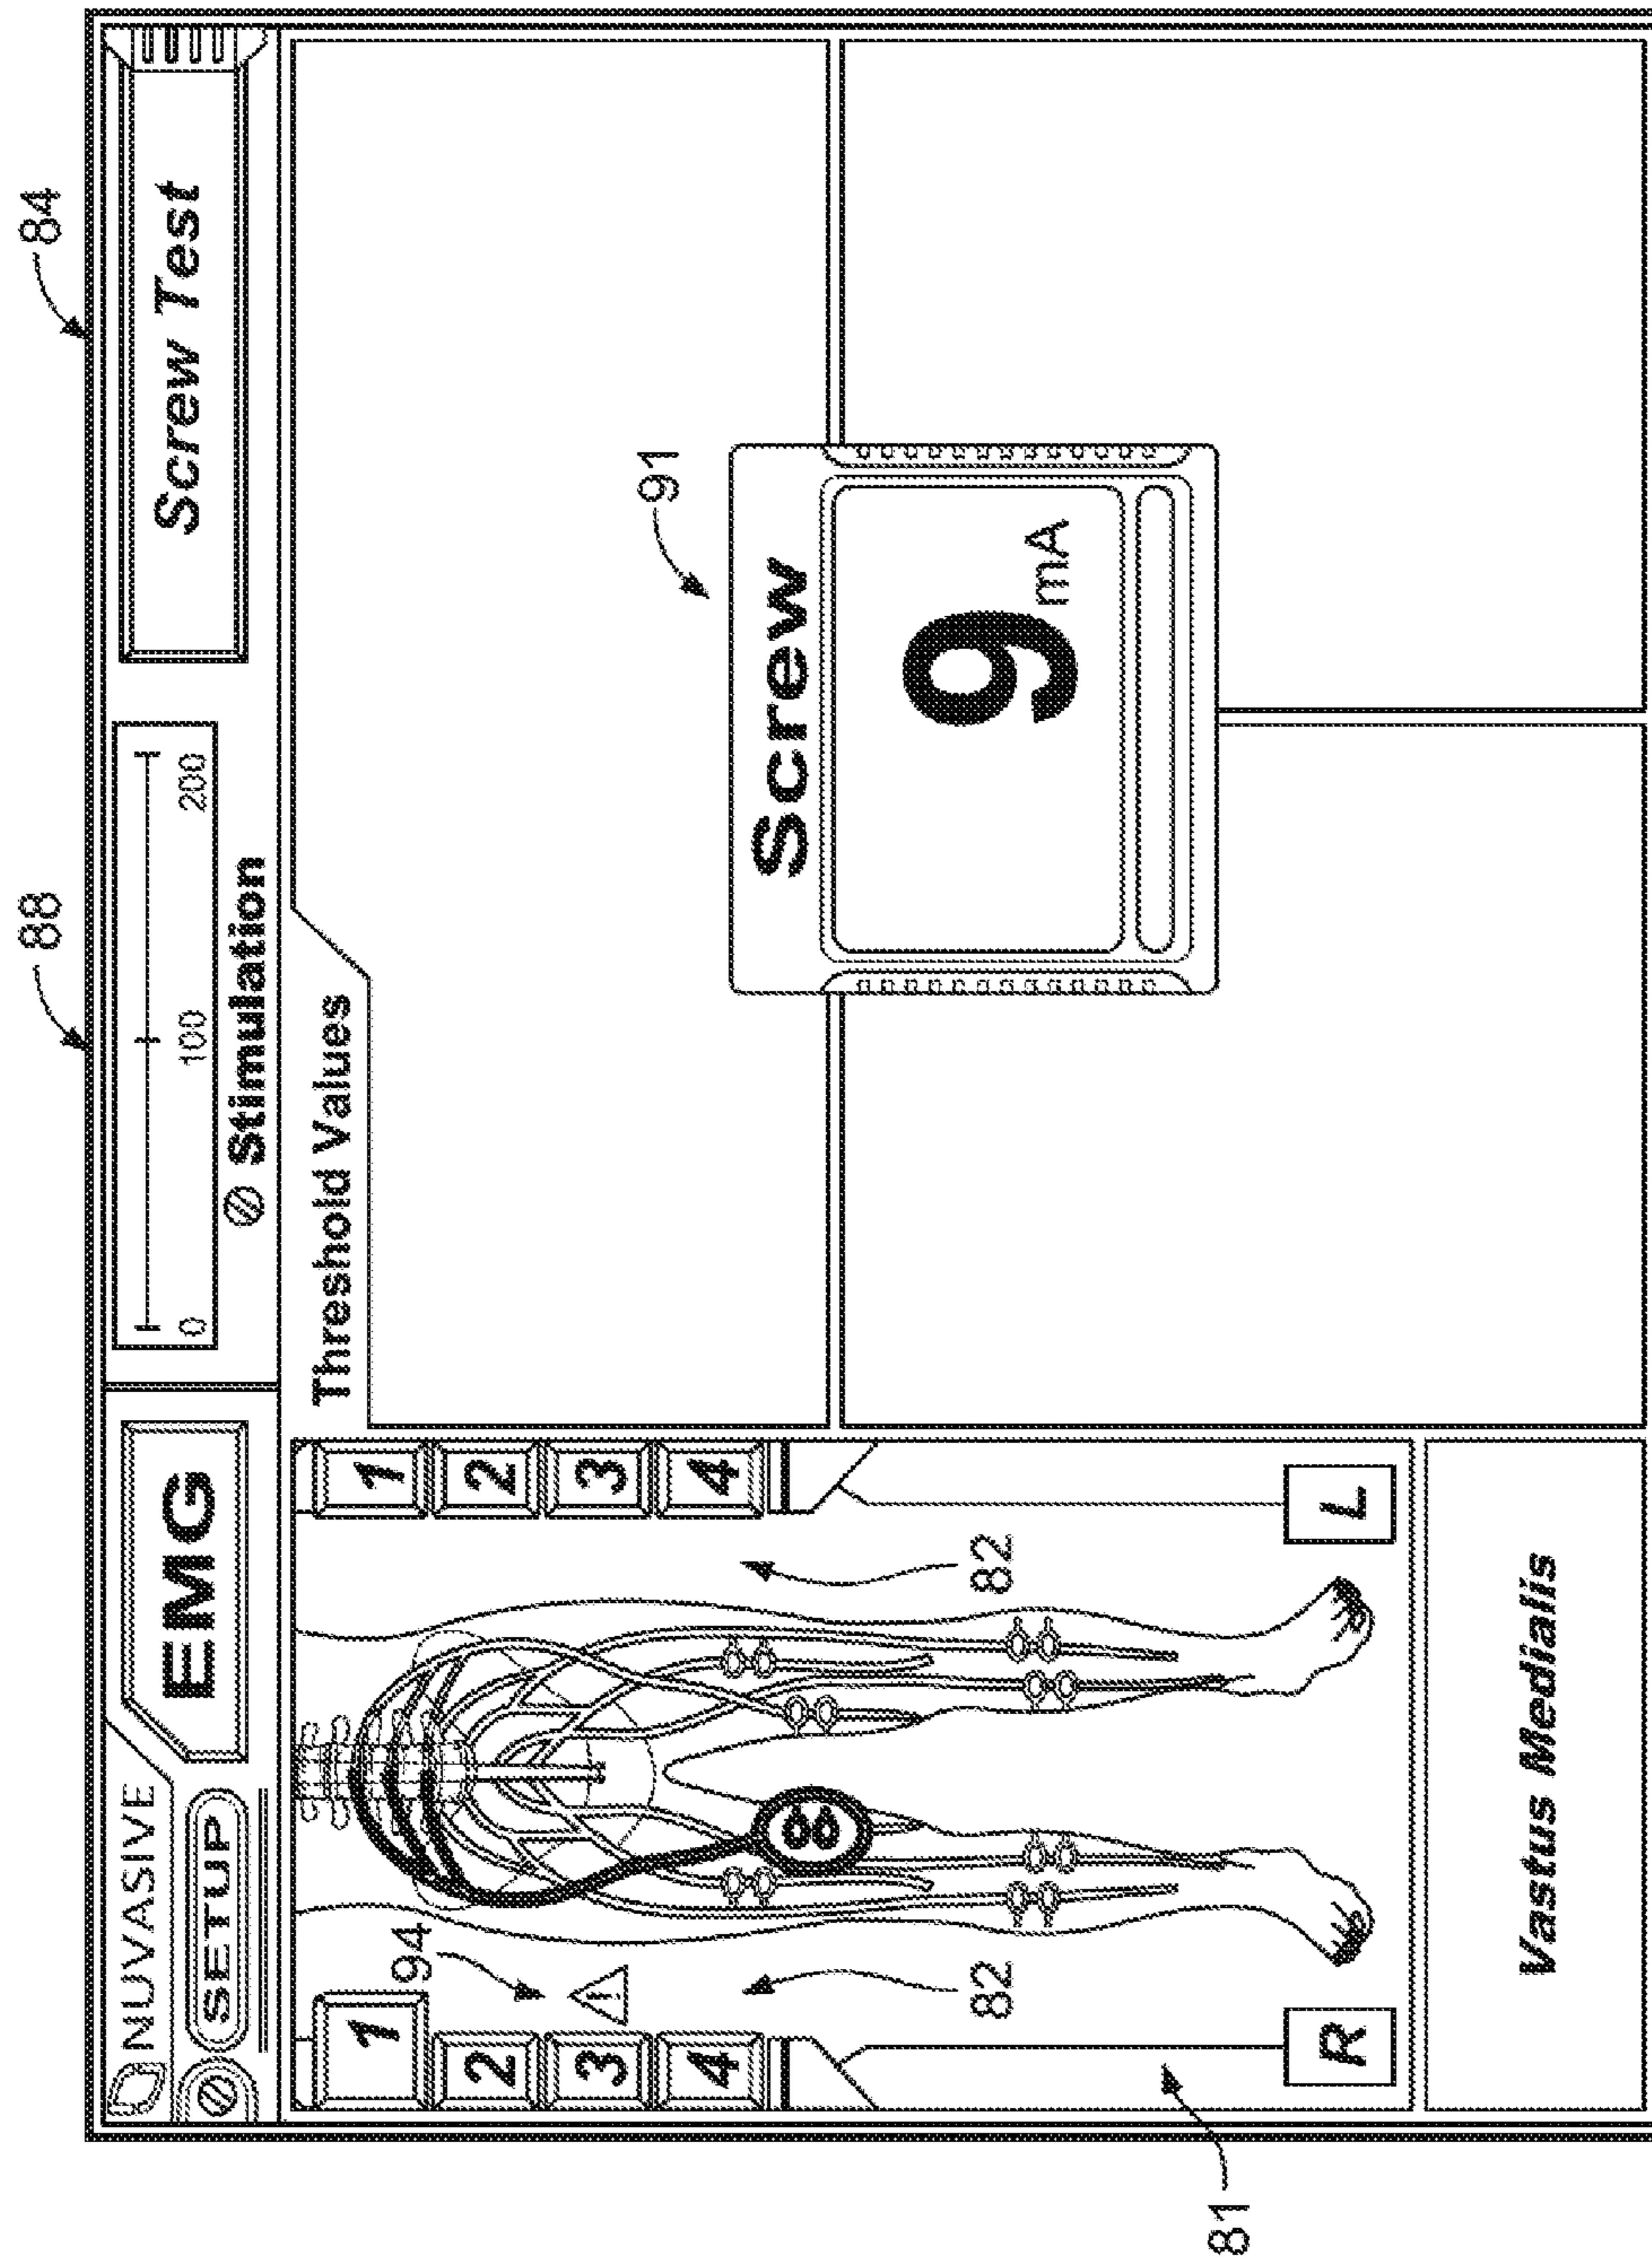 88
84
NUVASIVE
EMG
SETUP
0 100 200
Stimulation
Screw Test
Threshold Values
1
2
3
4
94
82
R
81
1
2
3
4
82
L
Vastus Medialis
91
Screw
9
mA